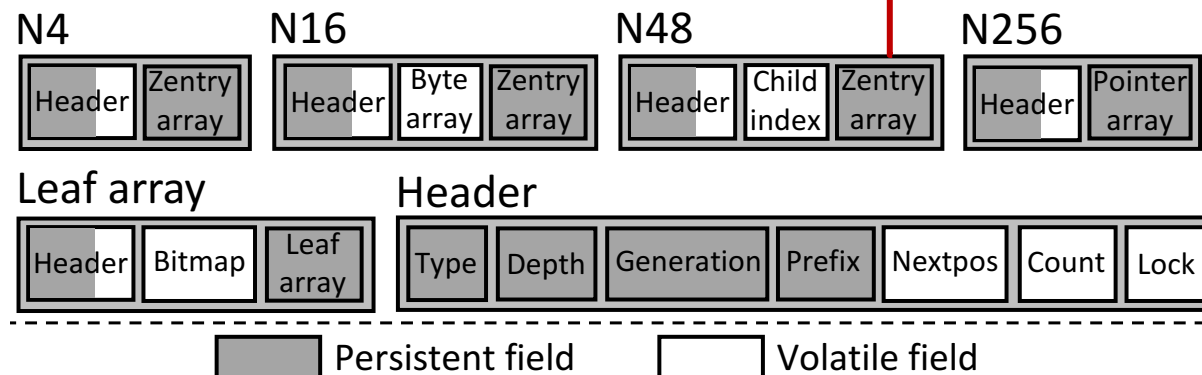 N4 N16 N48 N256
Header Zentry array Header Byte array Zentry array Header Child index Zentry array Header Pointer array
Leaf array Header
Header Bitmap Leaf array Type Depth Generation Prefix Nextpos Count Lock
Persistent field Volatile field